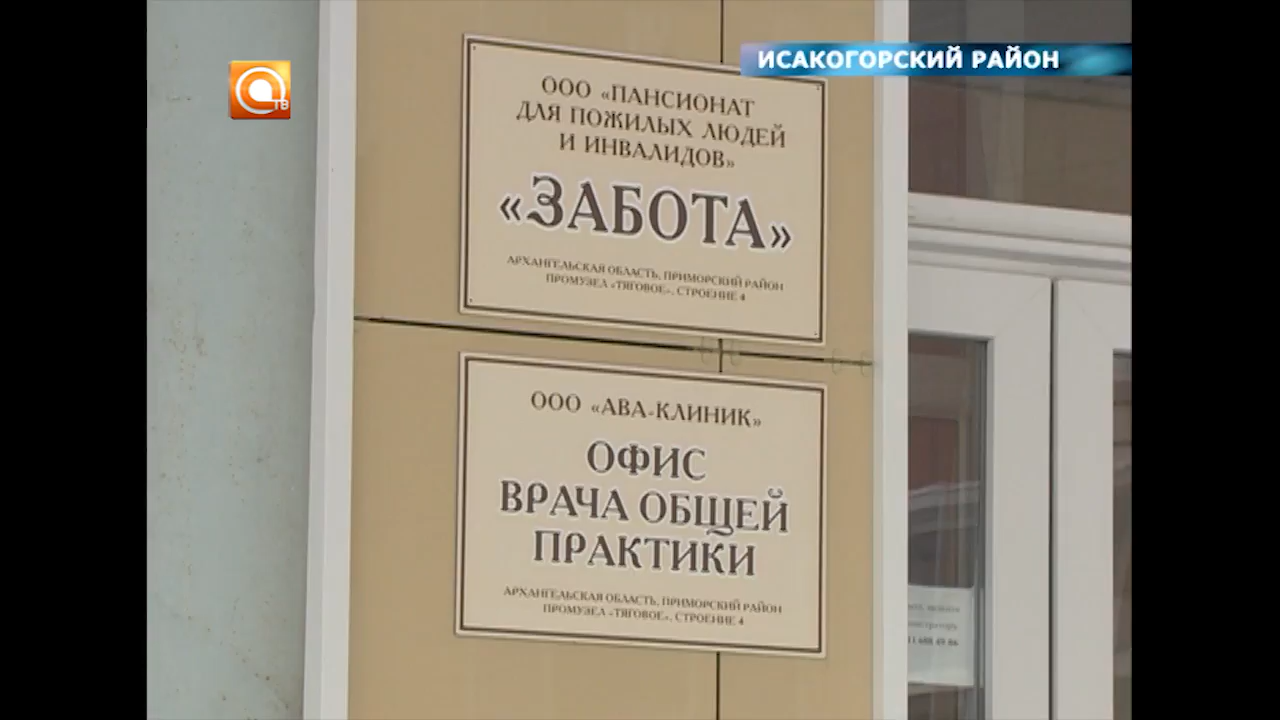 ИСАКОГОРСКИЙ РАЙОН
ТВ
ООО «ПАНСИОНАТ
ДЛЯ ПОЖИЛЫХ ЛЮДЕЙ
И ИНВАЛИДОВ»
«ЗАБОТА»
АРХАНГЕЛЬСКАЯ ОБЛАСТЬ, ПРИМОРСКИЙ РАЙОН
ПРОМУЗЕЛ «ТЯГОВОЕ», СТРОЕНИЕ 4
ООО «АВА-КЛИНИК»
ОФИС
ВРАЧА ОБЩЕЙ
ПРАКТИКИ
АРХАНГЕЛЬСКАЯ ОБЛАСТЬ, ПРИМОРСКИЙ РАЙОН
ПРОМУЗЕЛ «ТЯГОВОЕ», СТРОЕНИЕ 4